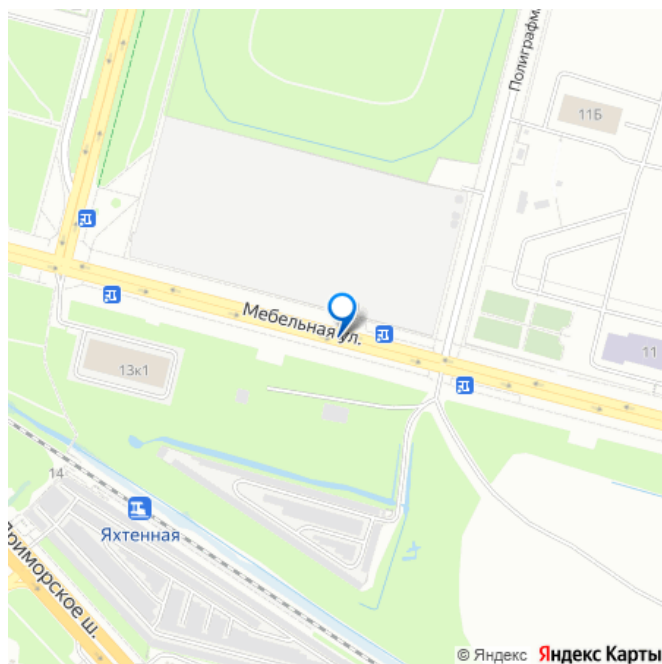 Полиграфм
11Б
Мебельная ул.
11
13к1
14
Яхтенная
Приморское ш.
© Яндекс Яндекс Карты